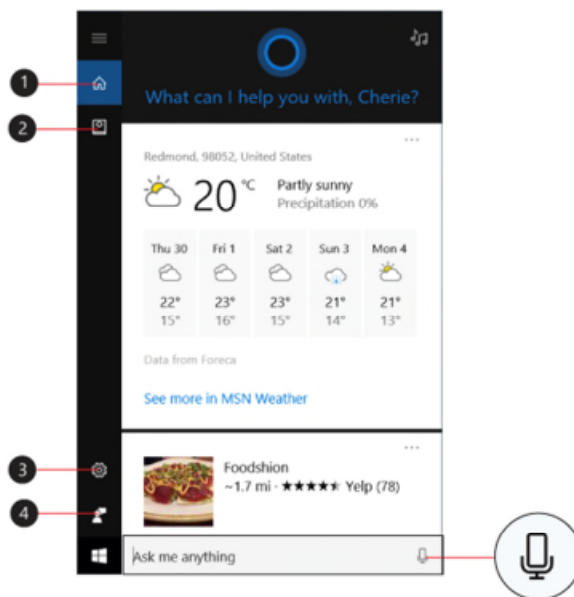 What can I help you with, Cherie?
1
2
Redmond, 98052, United States
20 °C
Partly sunny
Precipitation 0%
Thu 30 Fri 1 Sat 2 Sun 3 Mon 4
22° 23° 23° 21° 21°
15° 16° 15° 14° 13°
Data from Foreca
See more in MSN Weather
3
Foodshion
~1.7 mi · ★★★★⯨ Yelp (78)
4
Ask me anything